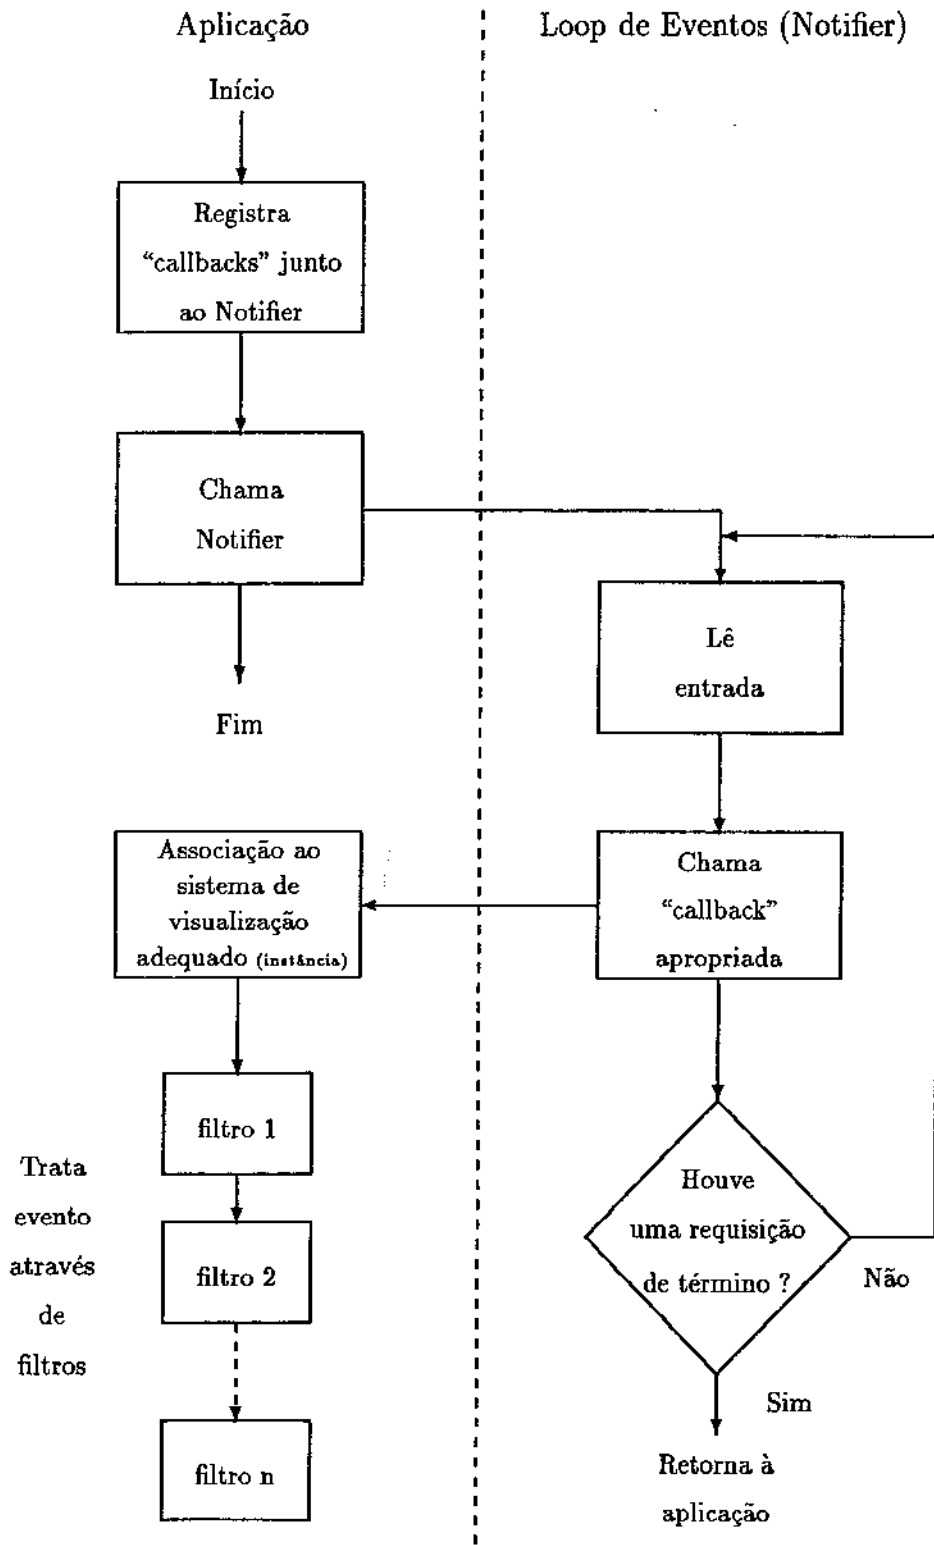 Aplicação
Loop de Eventos (Notifier)
Início
Registra
“callbacks” junto
ao Notifier
Chama
Notifier
Fim
Lê
entrada
Chama
“callback”
apropriada
Associação ao
sistema de
visualização
adequado (instância)
filtro 1
filtro 2
filtro n
Trata
evento
através
de
filtros
Houve
uma requisição
de término ?
Não
Sim
Retorna à
aplicação